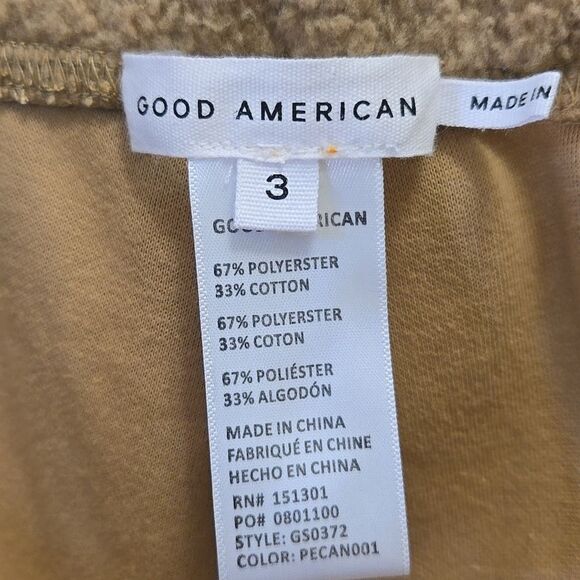 GOOD AMERICAN
MADE IN
3
RICAN
67% POLYERSTER
33% COTTON
67% POLYERSTER
33% COTON
67% POLIÉSTER
33% ALGODÓN
MADE IN CHINA
FABRIQUÉ EN CHINE
HECHO EN CHINA
RN# 151301
PO# 0801100
STYLE: GS0372
COLOR: PECAN001